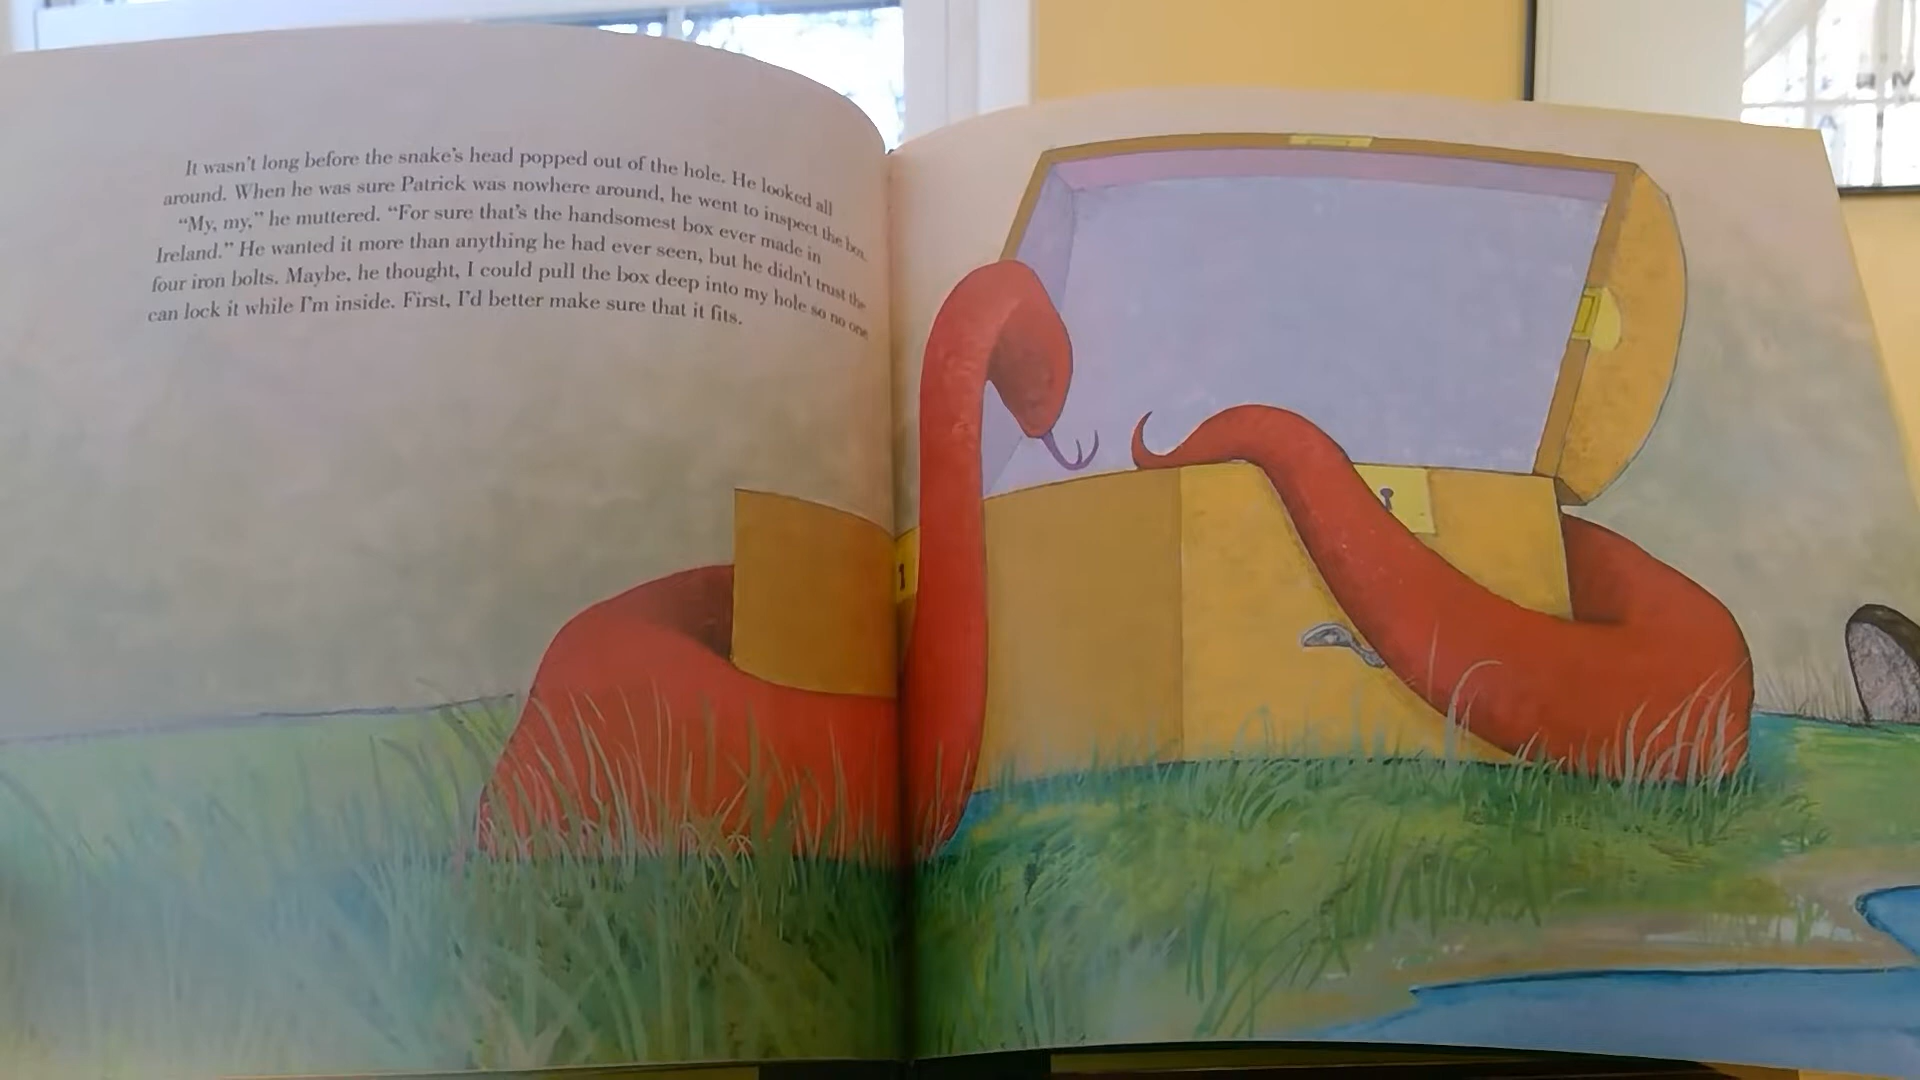 It wasn't long before the snake's head popped out of the hole. He looked all
around. When he was sure Patrick was nowhere around, he went to inspect the box.
"My, my," he muttered. "For sure that's the handsomest box ever made in
Ireland." He wanted it more than anything he had ever seen, but he didn't trust the
four iron bolts. Maybe, he thought, I could pull the box deep into my hole so no one
can lock it while I'm inside. First, I'd better make sure that it fits.